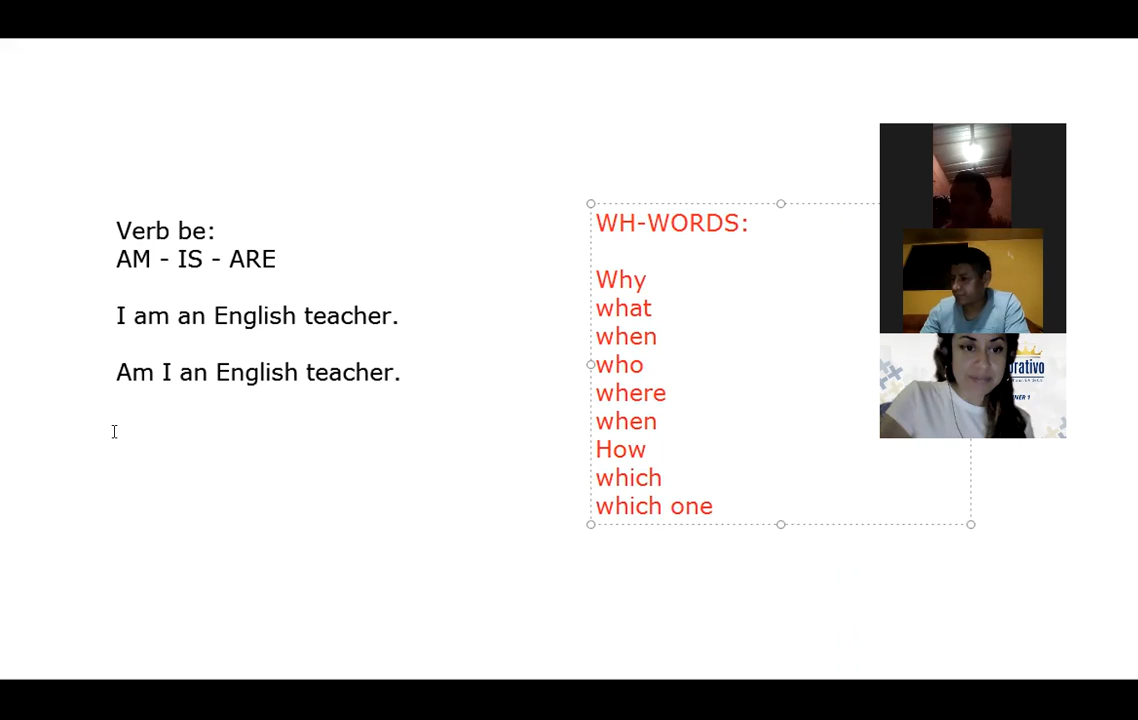 Verb be:
AM - IS - ARE
I am an English teacher.
Am I an English teacher.
WH-WORDS:
Why
what
when
who
where
when
How
which
which one